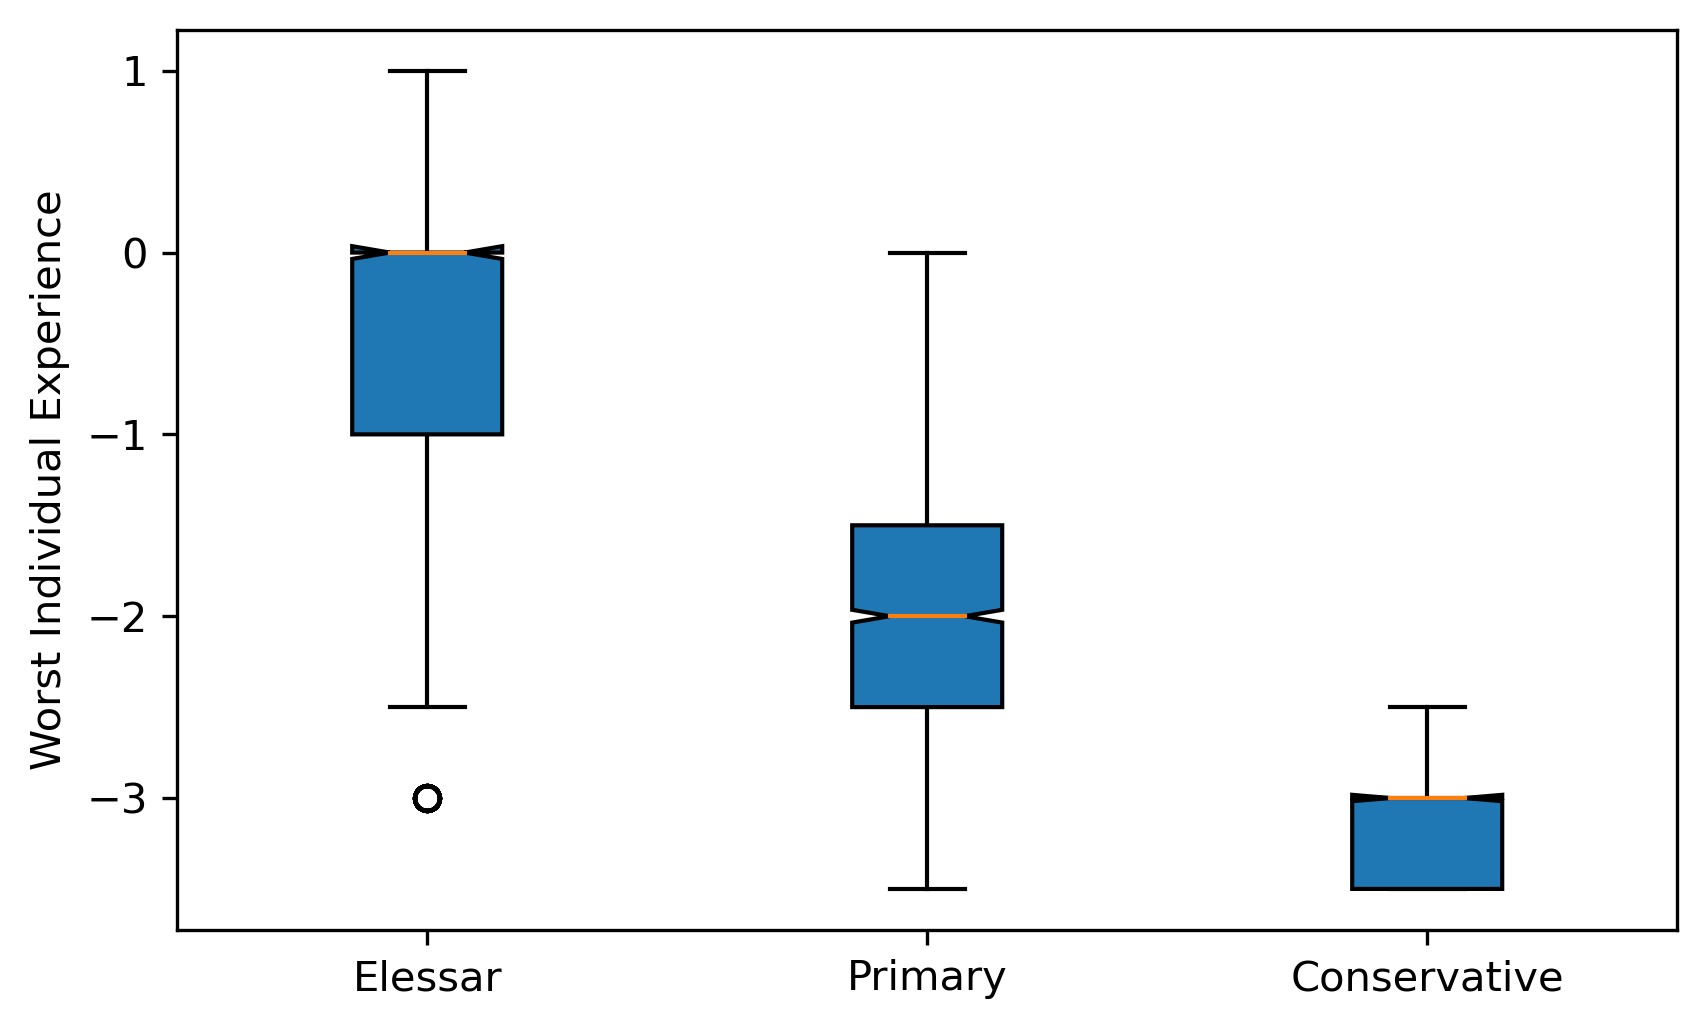 Worst Individual Experience
1
0
−1
−2
−3
Elessar Primary Conservative